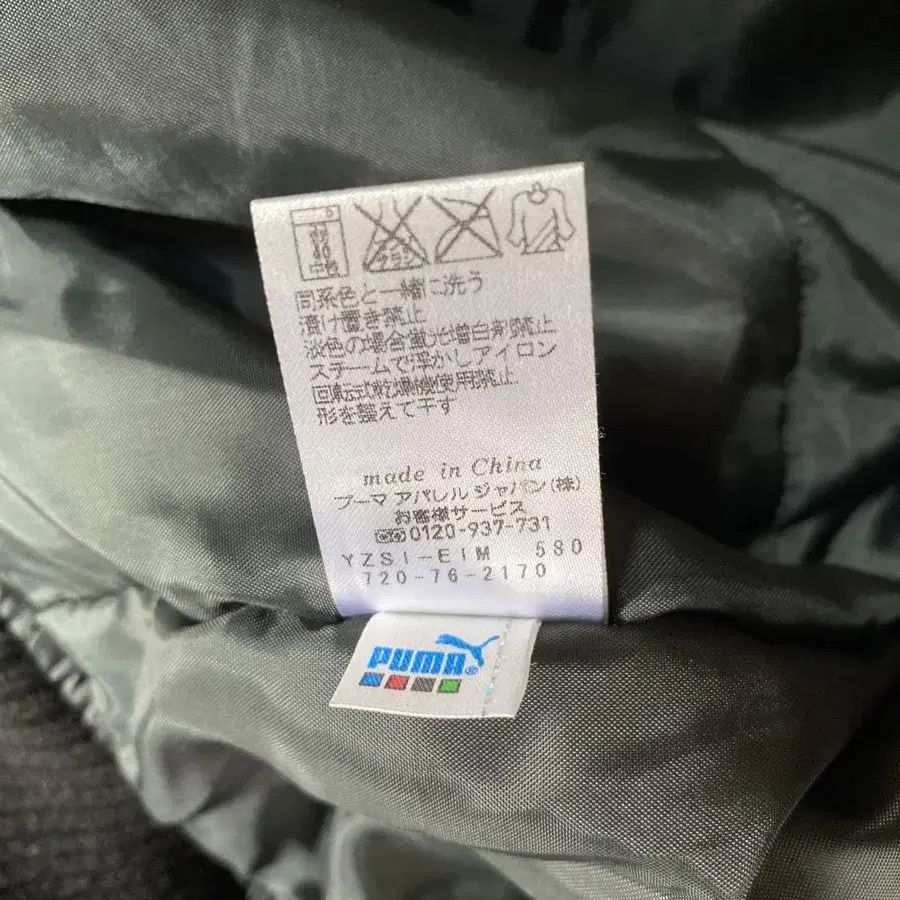 同系色と一緒に洗う
漬け置き禁止
淡色の場合蛍光増白剤禁止
スチームで浮かしアイロン
回転式乾燥機使用禁止
形を整えて干す
made in China
プーマ アパレル ジャパン(株)
お客様サービス
0120-937-731
YZSI-EIM 580
720-76-2170
PUMA®